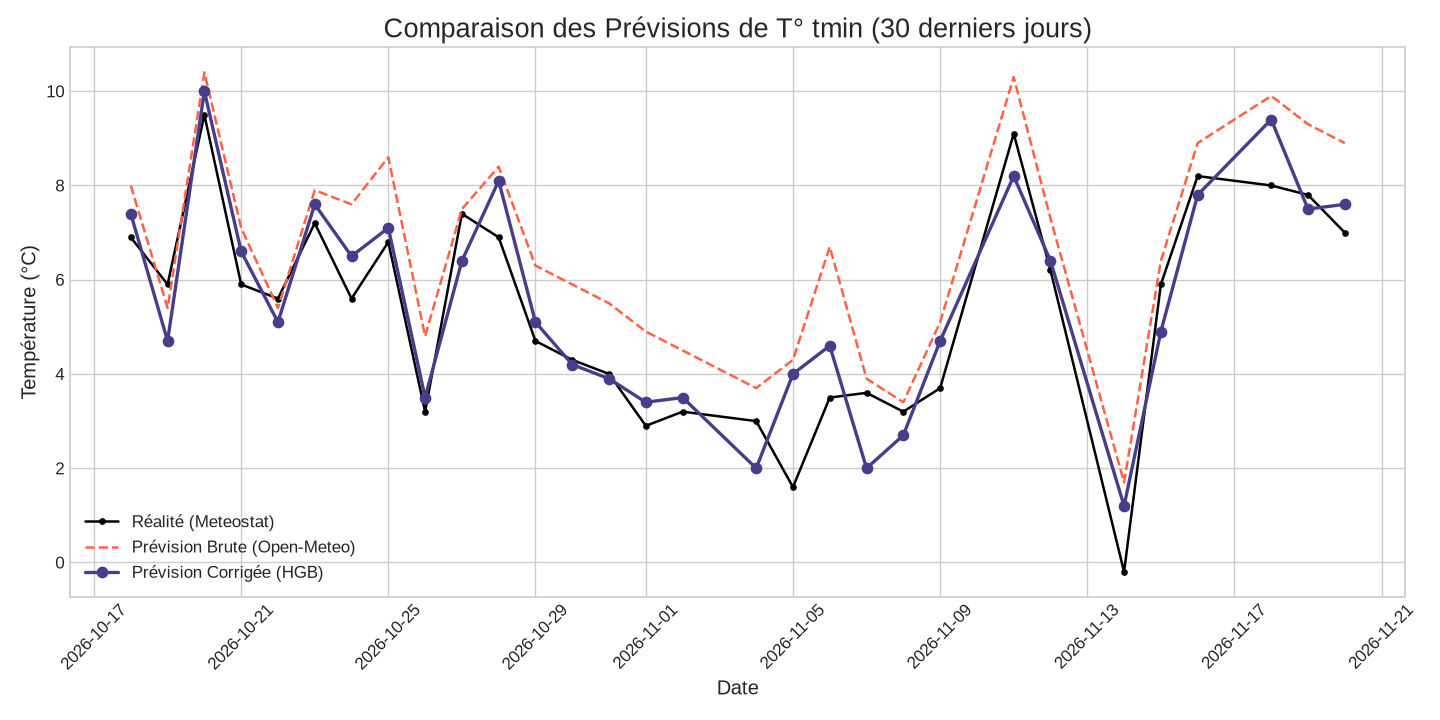 Comparaison des Prévisions de T° tmin (30 derniers jours)
Température (°C)
10
8
6
4
2
0
Réalité (Meteostat)
Prévision Brute (Open-Meteo)
Prévision Corrigée (HGB)
2026-10-17
2026-10-21
2026-10-25
2026-10-29
2026-11-01
2026-11-05
2026-11-09
2026-11-13
2026-11-17
2026-11-21
Date